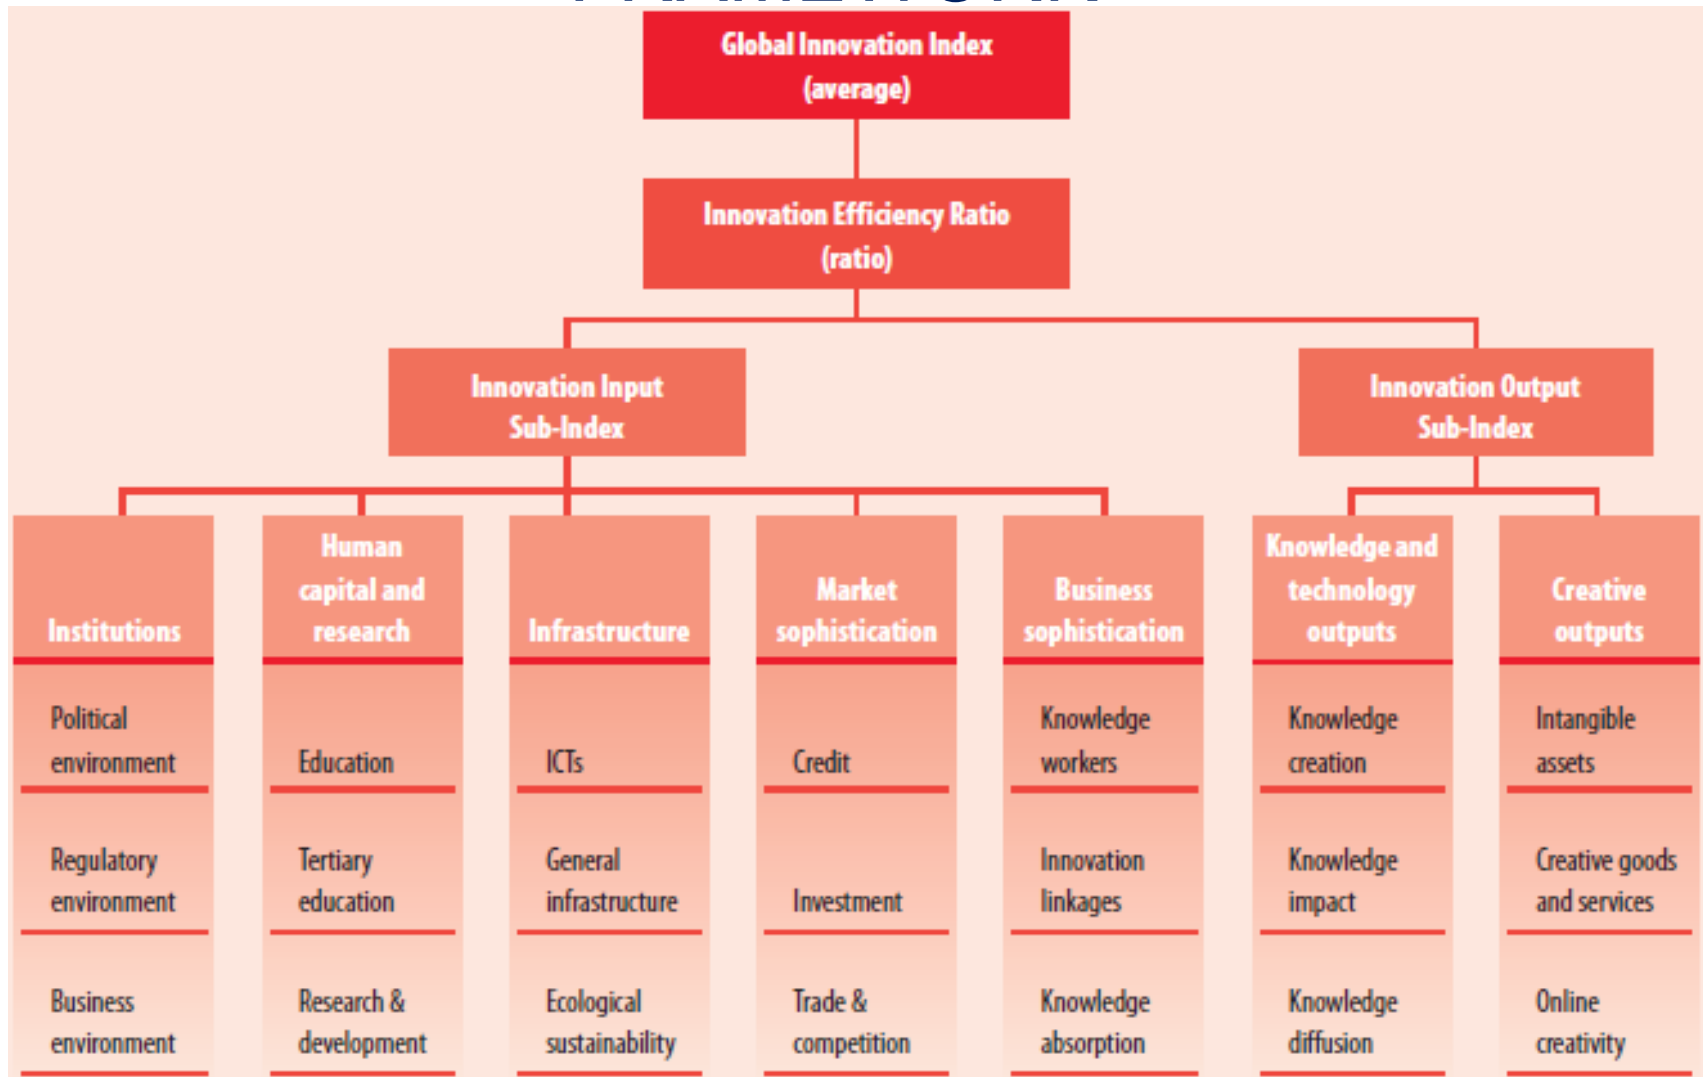 Global Innovation Index
(average)
Innovation Efficiency Ratio
(ratio)
Innovation Input
Sub-Index
Innovation Output
Sub-Index
Institutions
Human
capital and
research
Infrastructure
Market
sophistication
Business
sophistication
Knowledge and
technology
outputs
Creative
outputs
Political
environment
Education
ICTs
Credit
Knowledge
workers
Knowledge
creation
Intangible
assets
Regulatory
environment
Tertiary
education
General
infrastructure
Investment
Innovation
linkages
Knowledge
impact
Creative goods
and services
Business
environment
Research &
development
Ecological
sustainability
Trade &
competition
Knowledge
absorption
Knowledge
diffusion
Online
creativity